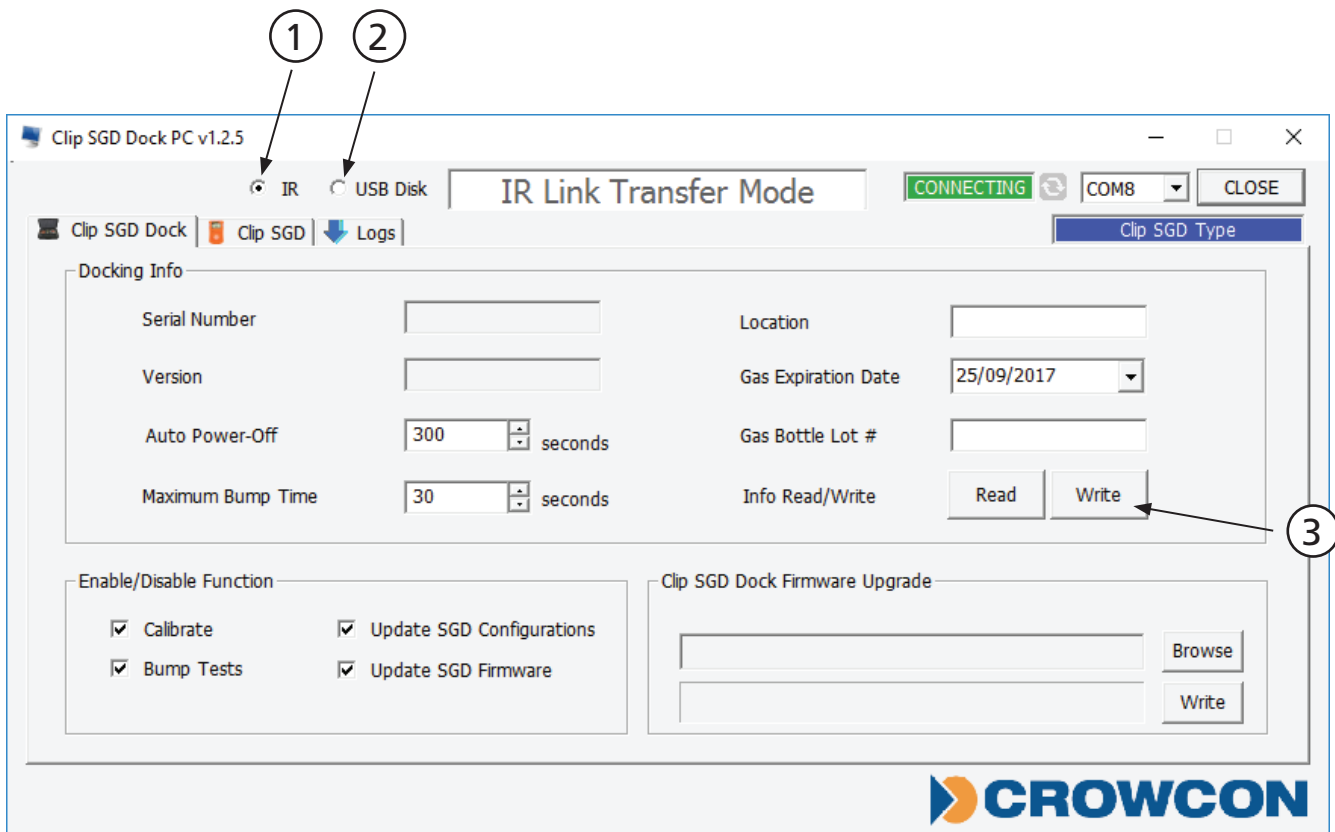 1 2
Clip SGD Dock PC v1.2.5
IR USB Disk IR Link Transfer Mode CONNECTING COM8 CLOSE
Clip SGD Dock Clip SGD Logs Clip SGD Type
Docking Info
Serial Number Location
Version Gas Expiration Date 25/09/2017
Auto Power-Off 300 seconds Gas Bottle Lot #
Maximum Bump Time 30 seconds Info Read/Write Read Write
3
Enable/Disable Function Clip SGD Dock Firmware Upgrade
Calibrate Update SGD Configurations
Browse
Bump Tests Update SGD Firmware
Write
CROWCON